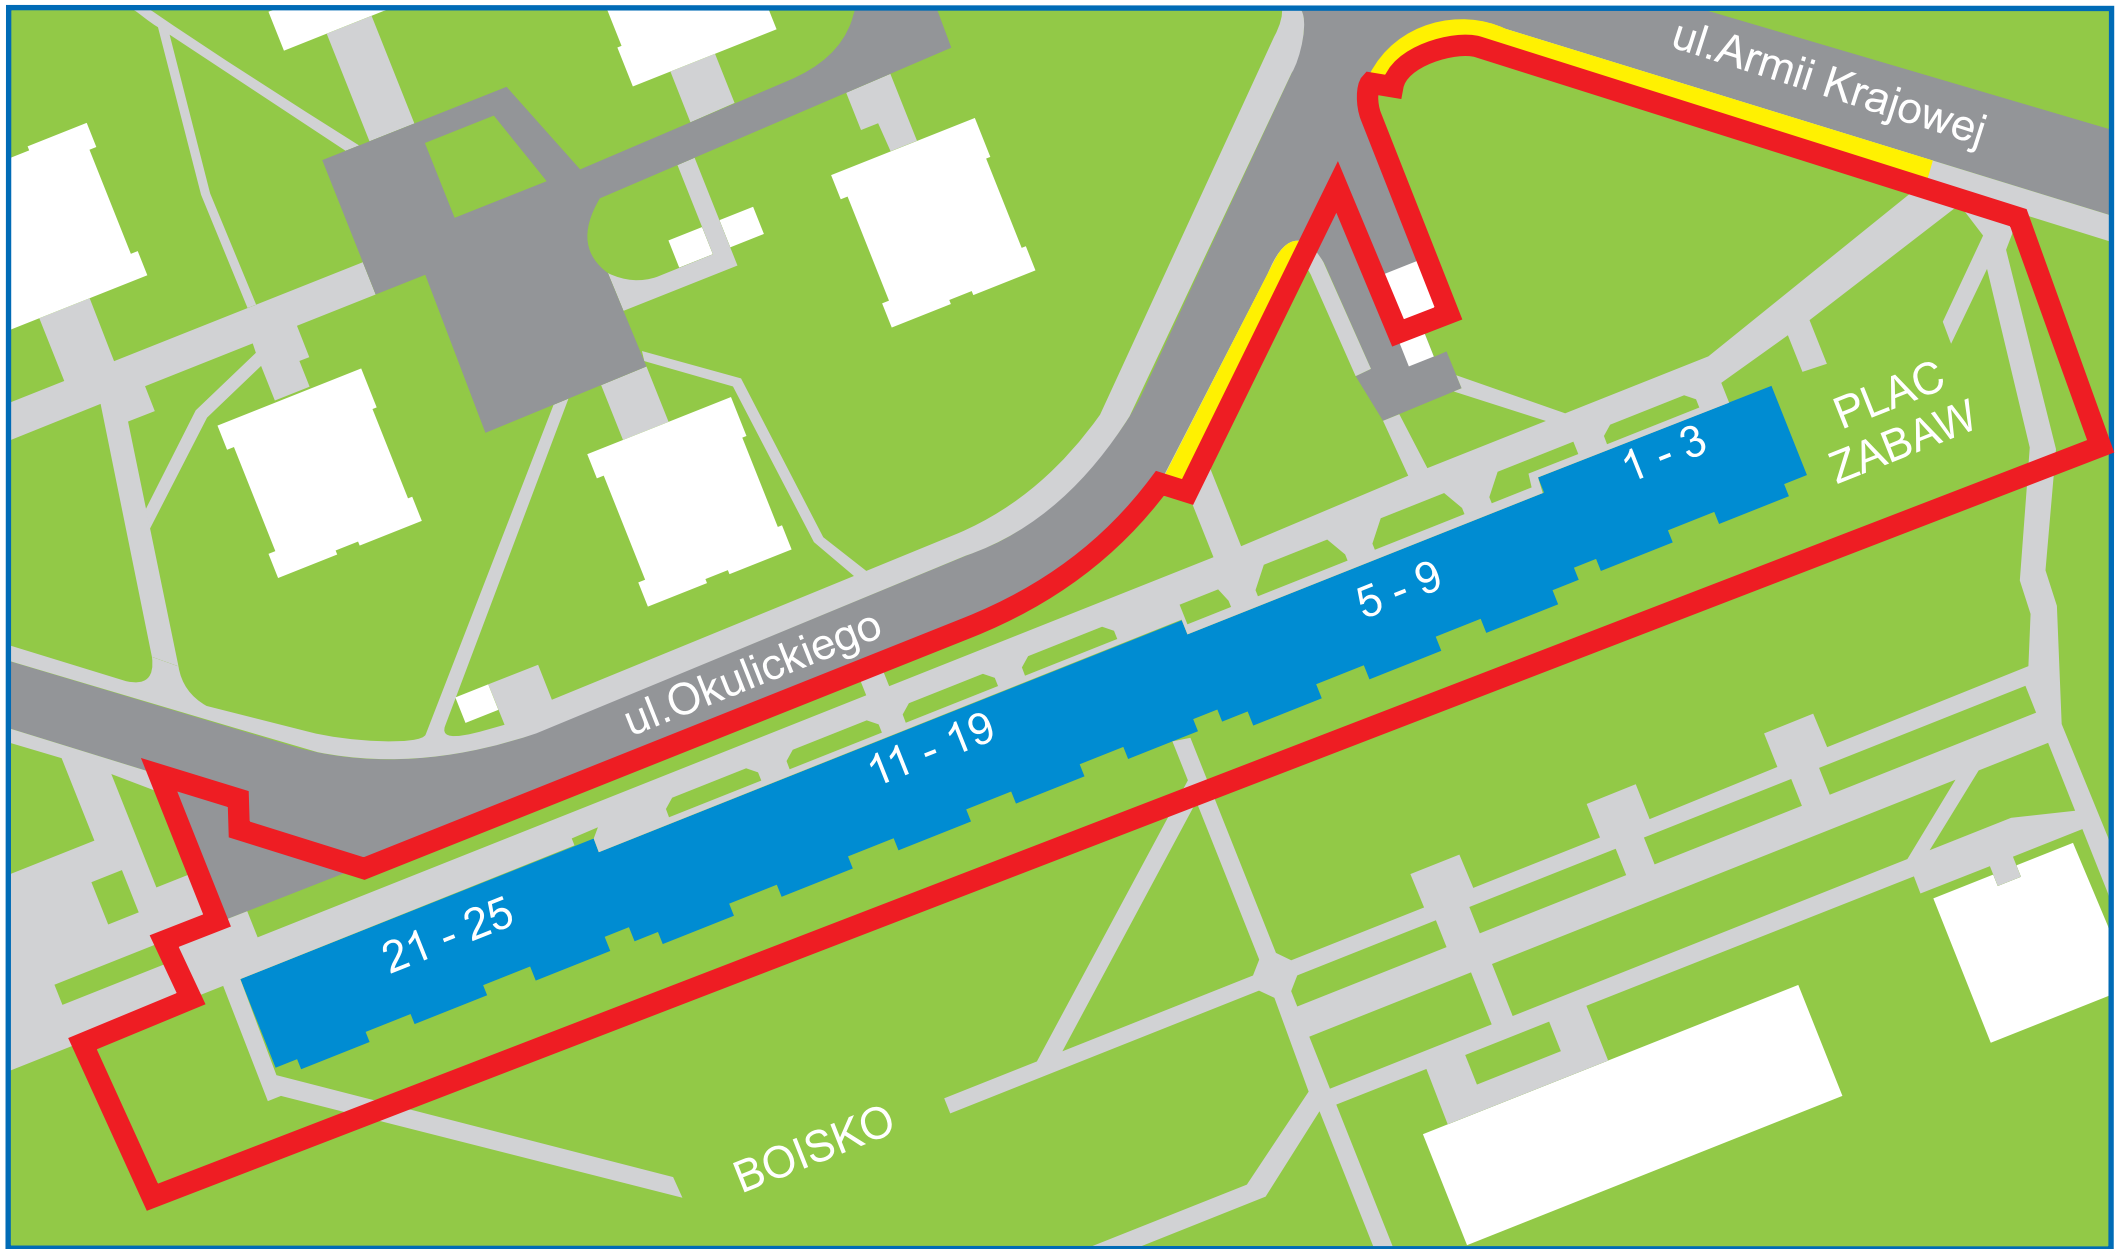 ul.Armii Krajowej
PLAC
ZABAW
1 - 3
5 - 9
ul.Okulickiego
11 - 19
21 - 25
BOISKO